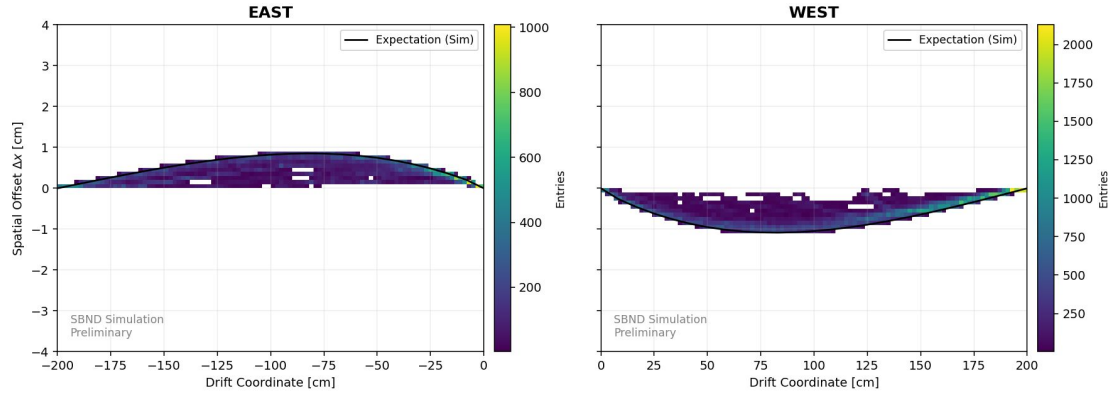 EAST
WEST
Expectation (Sim)
Expectation (Sim)
4
3
2
1
0
−1
−2
−3
−4
Spatial Offset Δx [cm]
SBND Simulation
Preliminary
−200 −175 −150 −125 −100 −75 −50 −25 0
Drift Coordinate [cm]
1000
800
600
400
200
Entries
SBND Simulation
Preliminary
0 25 50 75 100 125 150 175 200
Drift Coordinate [cm]
2000
1750
1500
1250
1000
750
500
250
Entries